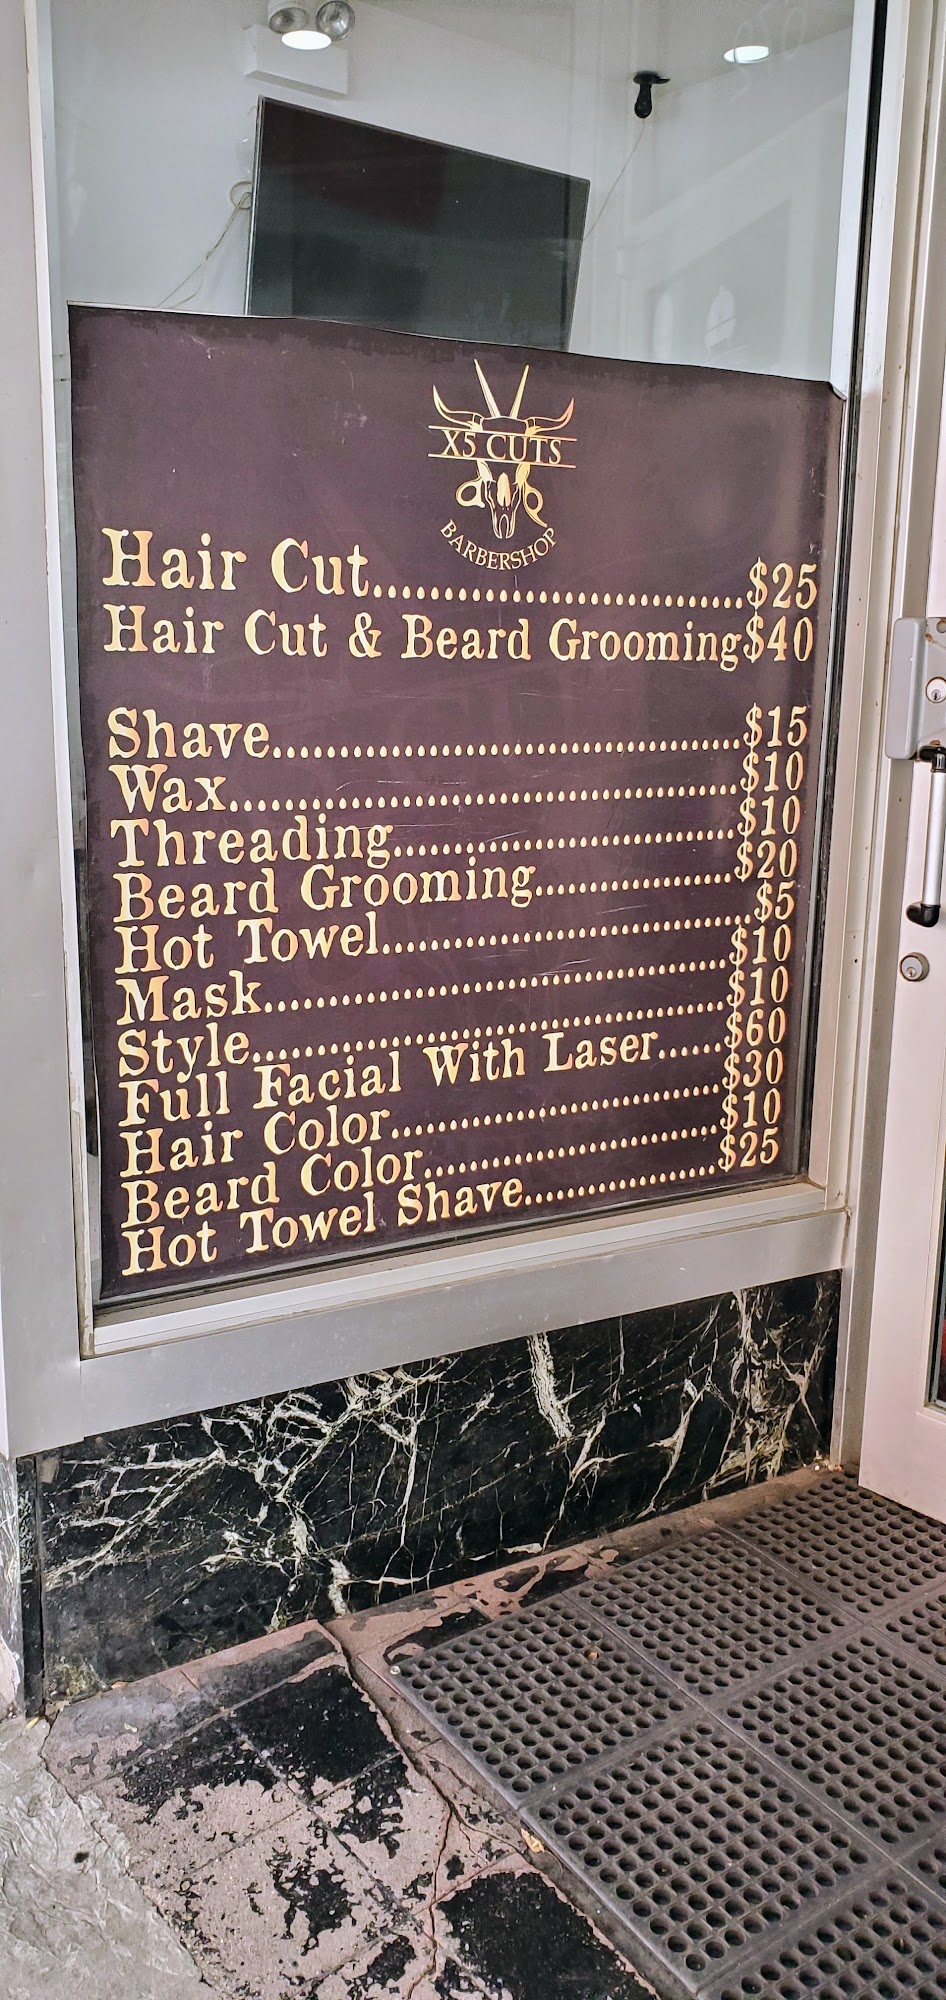 X5 CUTS
BARBERSHOP
Hair Cut..............................$25
Hair Cut & Beard Grooming$40
Shave..............................$15
Wax..............................$10
Threading..............................$10
Beard Grooming....................$20
Hot Towel..............................$5
Mask..............................$10
Style..............................$10
Full Facial With Laser......$60
Hair Color..............................$30
Beard Color..............................$10
Hot Towel Shave....................$25